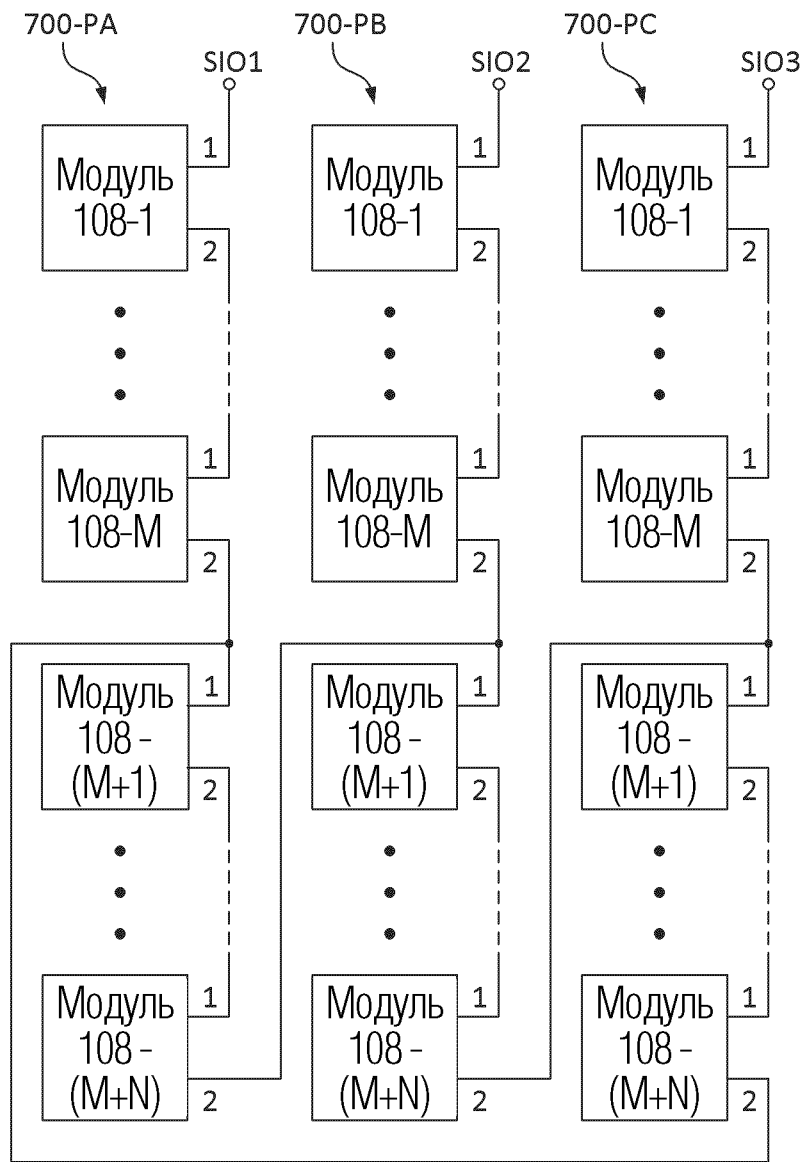 700-PA 700-PB 700-PC
SIO1 SIO2 SIO3
1 1 1
Модуль Модуль Модуль
108-1 108-1 108-1
2 2 2
1 1 1
Модуль Модуль Модуль
108-M 108-M 108-M
2 2 2
1 1 1
Модуль Модуль Модуль
108 - 108 - 108 -
(M+1) (M+1) (M+1)
2 2 2
1 1 1
Модуль Модуль Модуль
108 - 108 - 108 -
(M+N) (M+N) (M+N)
2 2 2